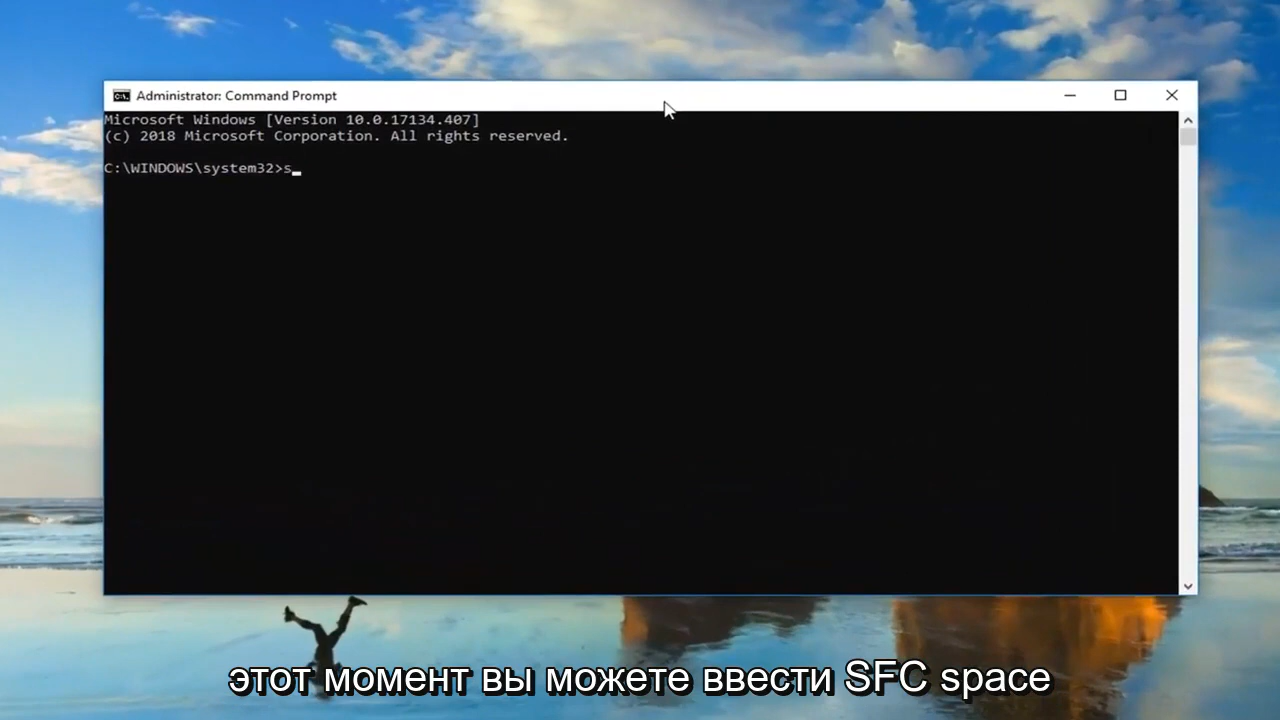 Administrator: Command Prompt
Microsoft Windows [Version 10.0.17134.407]
(c) 2018 Microsoft Corporation. All rights reserved.
C:\WINDOWS\system32>s
этот момент вы можете ввести SFC space